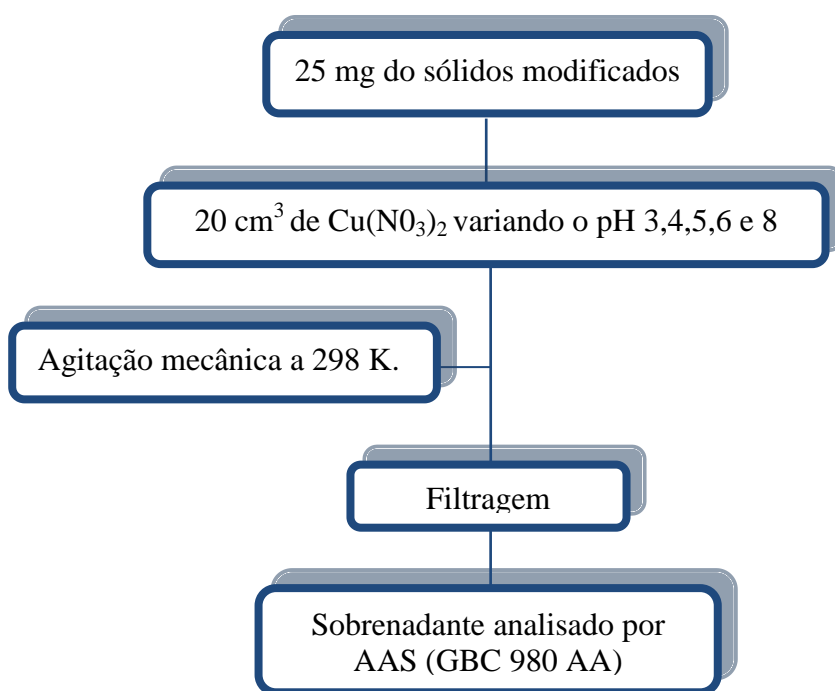 25 mg do sólidos modificados
20 cm³ de Cu(N0₃)₂ variando o pH 3,4,5,6 e 8
Agitação mecânica a 298 K.
Filtragem
Sobrenadante analisado por
AAS (GBC 980 AA)